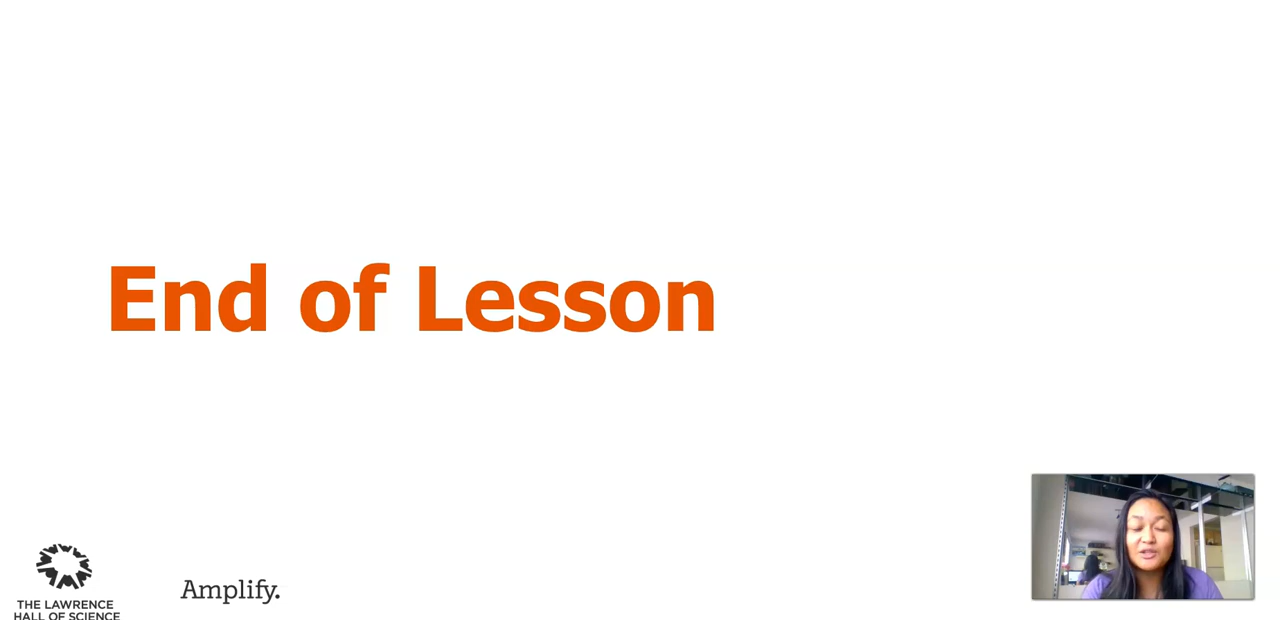 End of Lesson
THE LAWRENCE
HALL OF SCIENCE
Amplify.